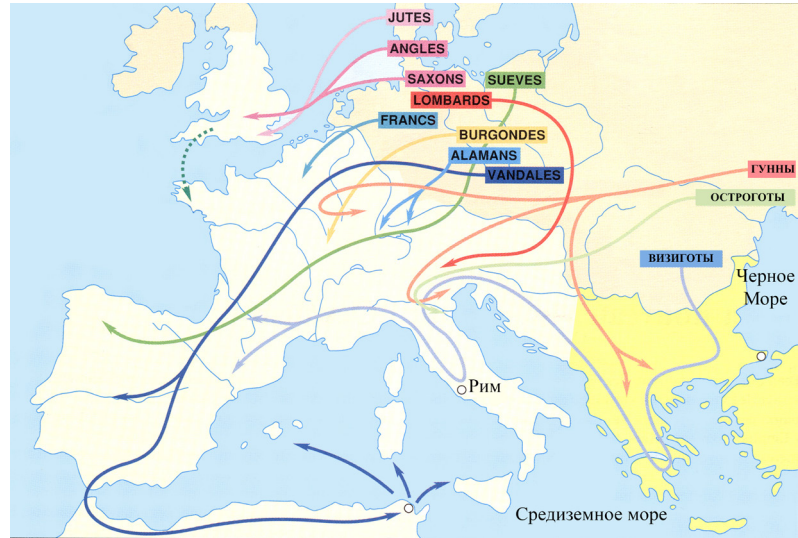 JUTES
ANGLES
SAXONS
SUEVES
LOMBARDS
FRANCS
BURGONDES
ALAMANS
VANDALES
ГУННЫ
ОСТРОГОТЫ
ВИЗИГОТЫ
Черное
Море
Рим
Средиземное море